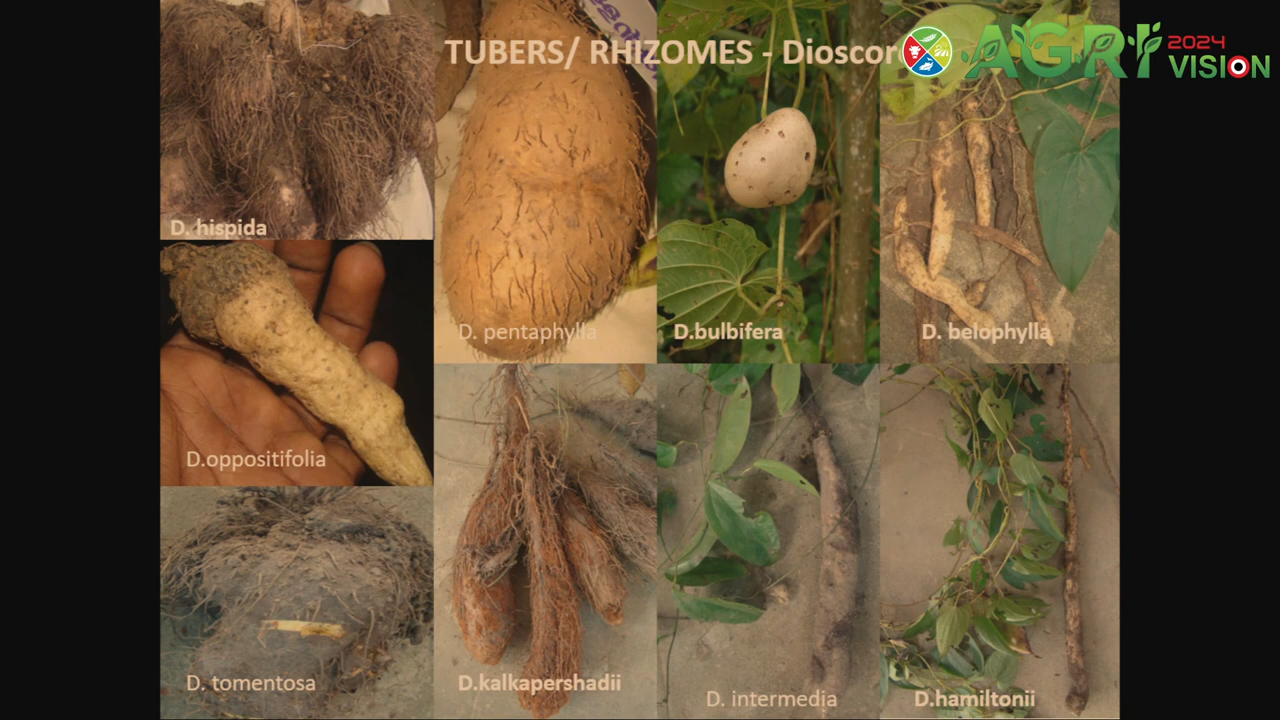 TUBERS/ RHIZOMES - Dioscor
AGRI
2024
VISION
D. hispida
D. pentaphylla
D.bulbifera
D. belophylla
D.oppositifolia
D. tomentosa
D.kalkapershadii
D. intermedia
D.hamiltonii